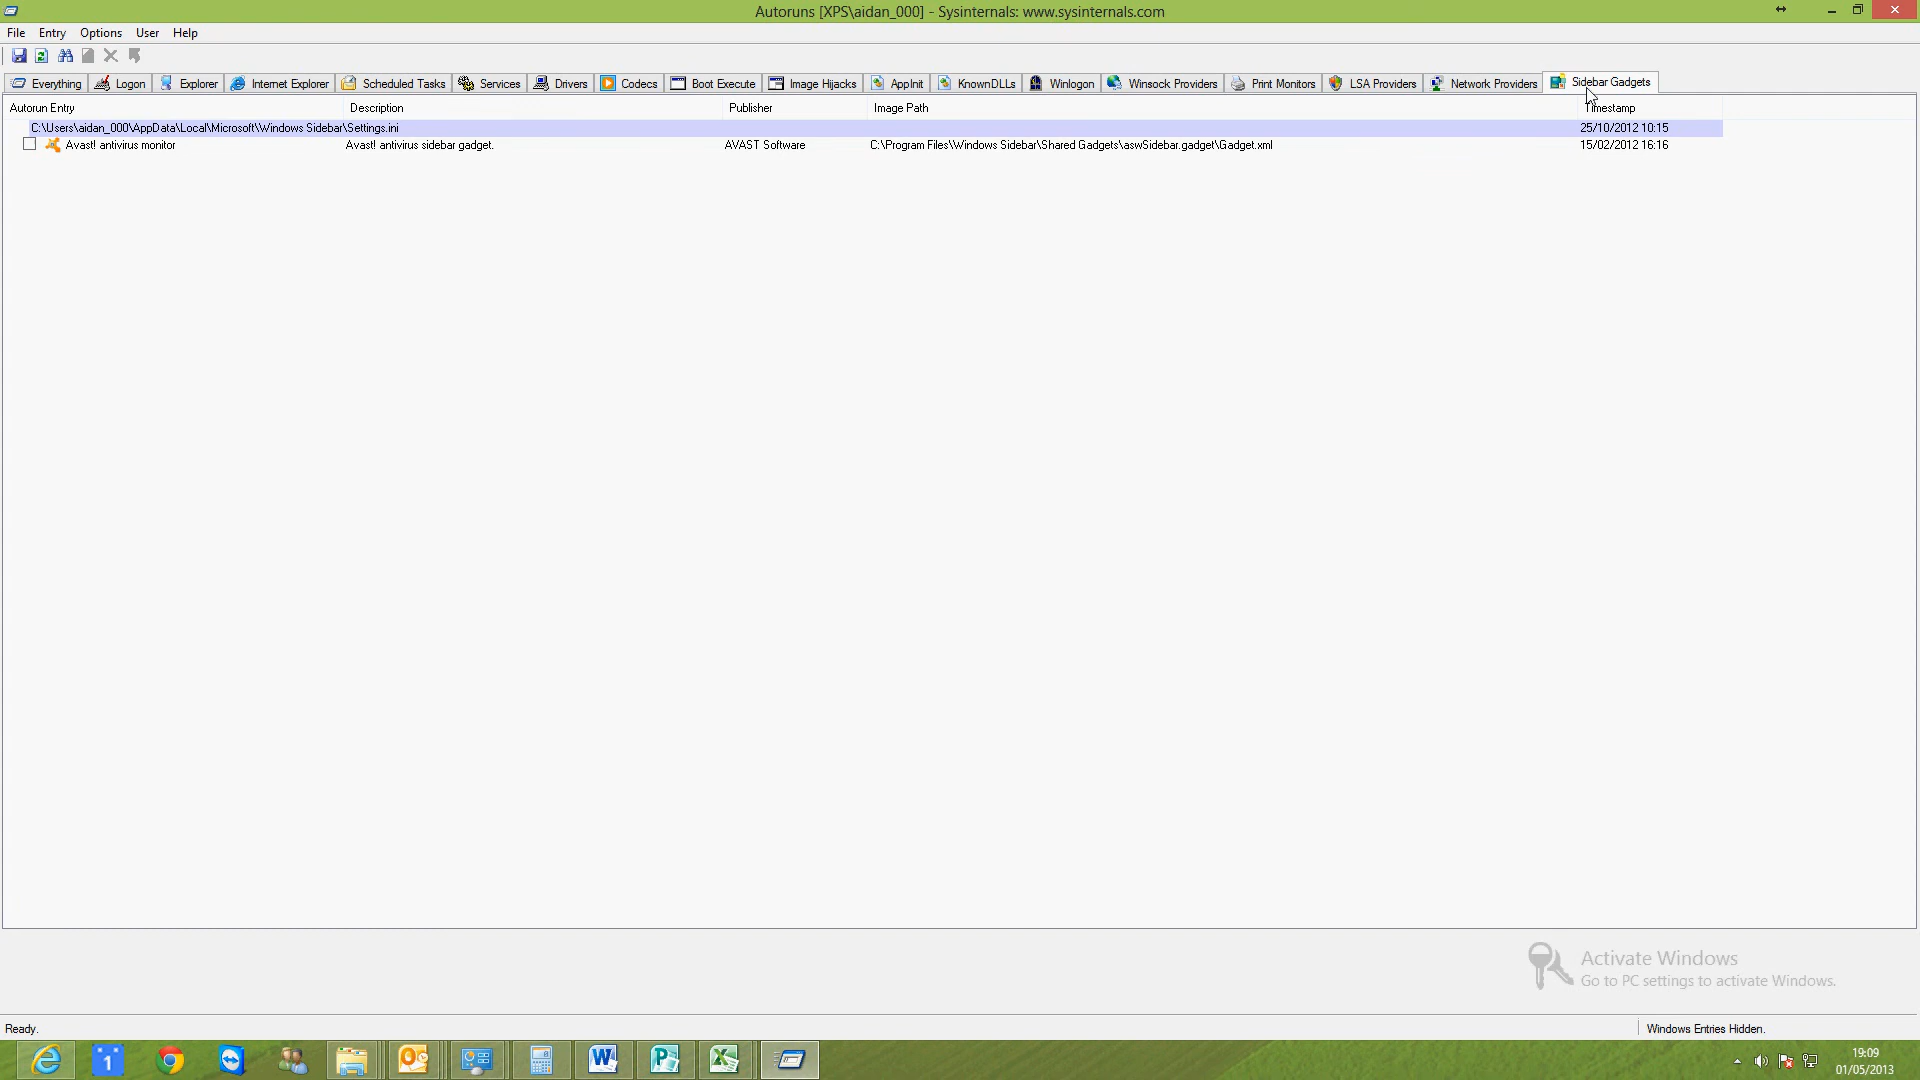 Autoruns [XPS\aidan_000] - Sysinternals: www.sysinternals.com
File Entry Options User Help
Everything Logon Explorer Internet Explorer Scheduled Tasks Services Drivers Codecs Boot Execute Image Hijacks AppInit KnownDLLs Winlogon Winsock Providers Print Monitors LSA Providers Network Providers Sidebar Gadgets
Autorun Entry Description Publisher Image Path Timestamp
C:\Users\aidan_000\AppData\Local\Microsoft\Windows Sidebar\Settings.ini 25/10/2012 10:15
Avast! antivirus monitor Avast! antivirus sidebar gadget. AVAST Software C:\Program Files\Windows Sidebar\Shared Gadgets\aswSidebar.gadget\Gadget.xml 15/02/2012 16:16
Activate Windows
Go to PC settings to activate Windows.
Ready. Windows Entries Hidden.
1
19:09
01/05/2013